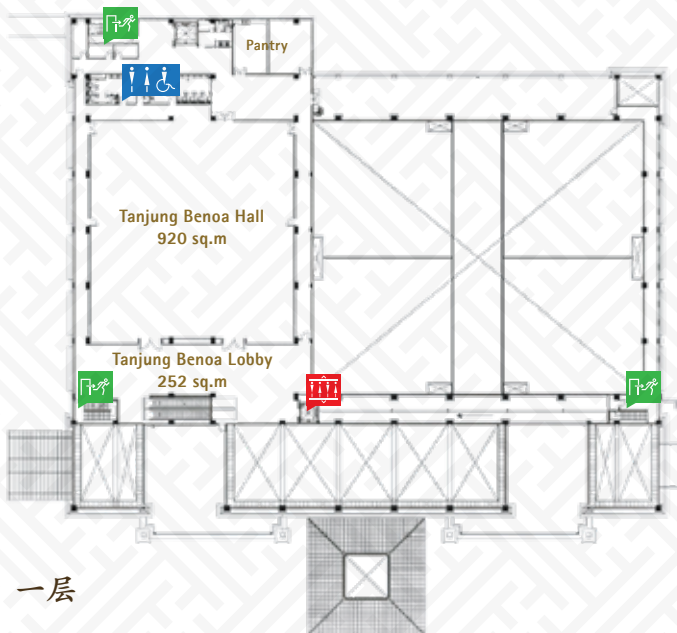 Pantry
Tanjung Benoa Hall
920 sq.m
Tanjung Benoa Lobby
252 sq.m
一层